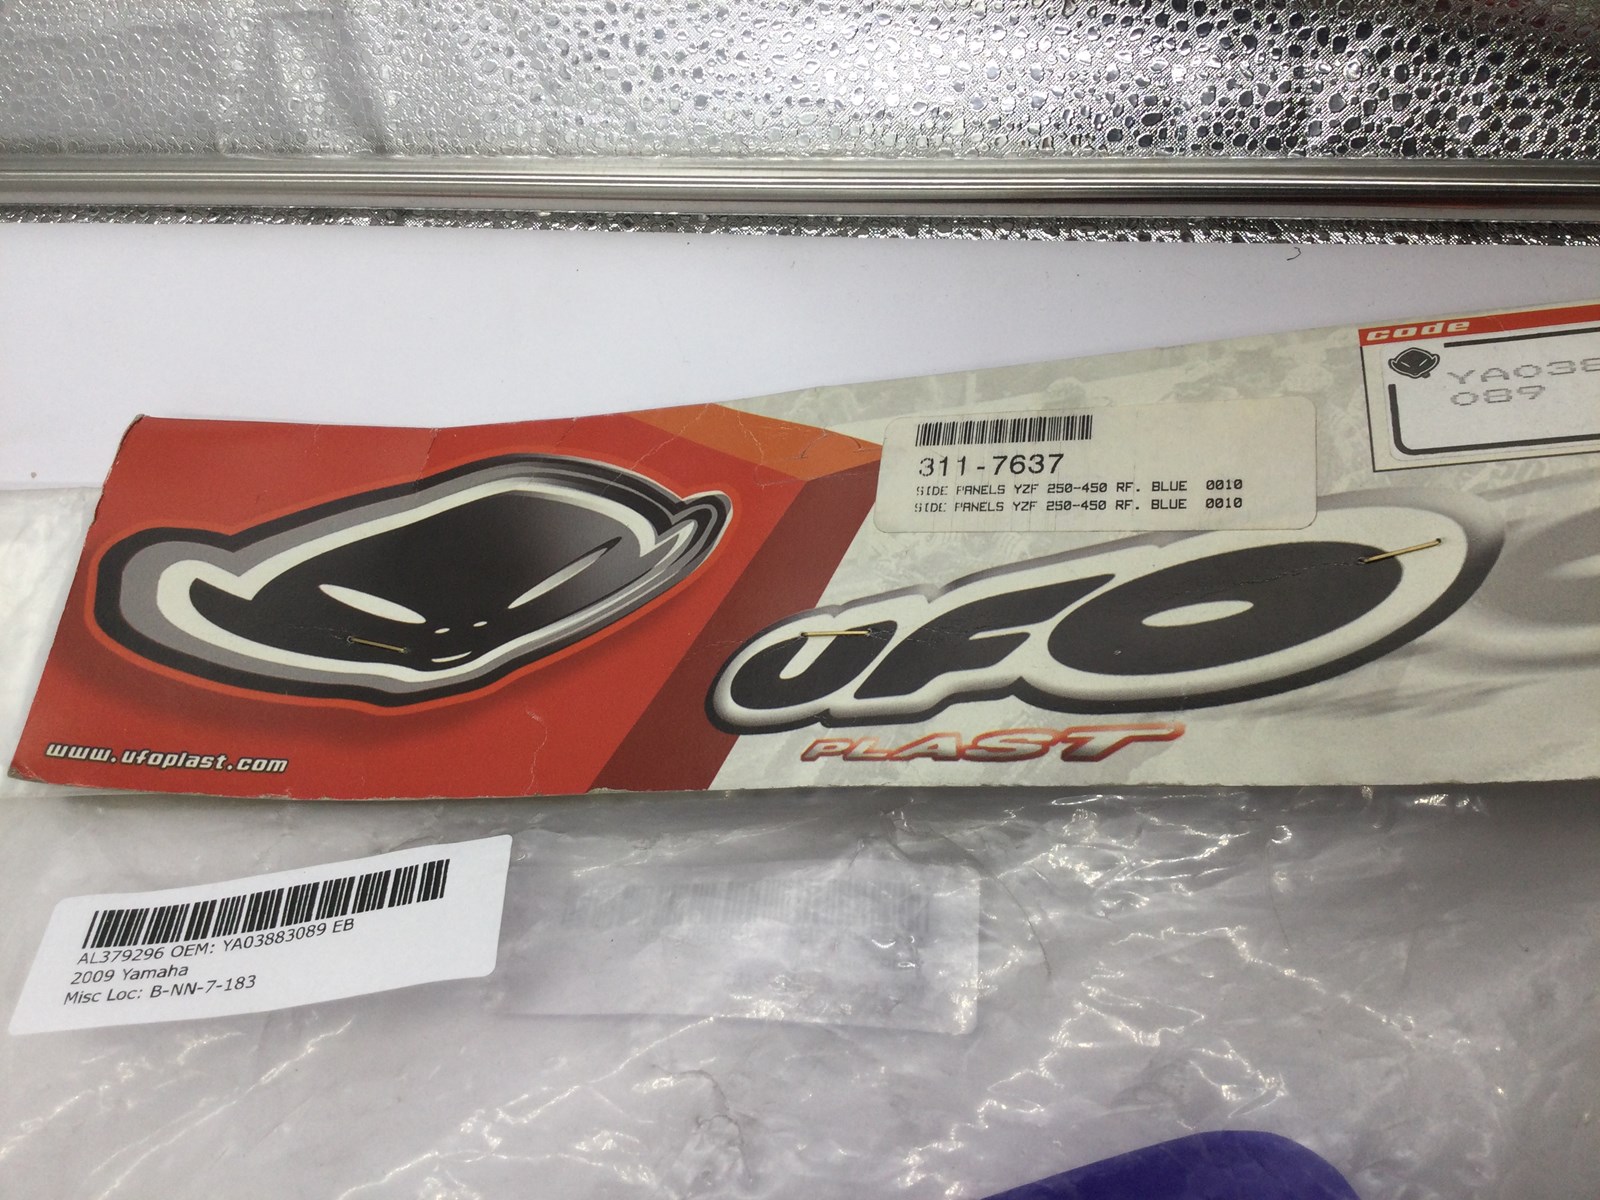 code
YA038
089
311-7637
SIDE PANELS YZF 250-450 RF. BLUE 0010
SIDE PANELS YZF 250-450 RF. BLUE 0010
UFO
PLAST
www.ufoplast.com
AL379296 OEM: YA03883089 EB
2009 Yamaha
Misc Loc: B-NN-7-183